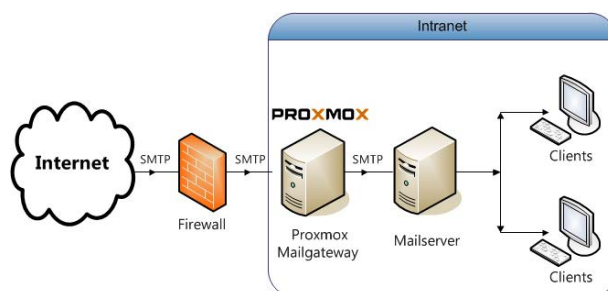 Intranet
PROXMOX
Internet
SMTP
SMTP
SMTP
Firewall
Proxmox
Mailgateway
Mailserver
Clients
Clients